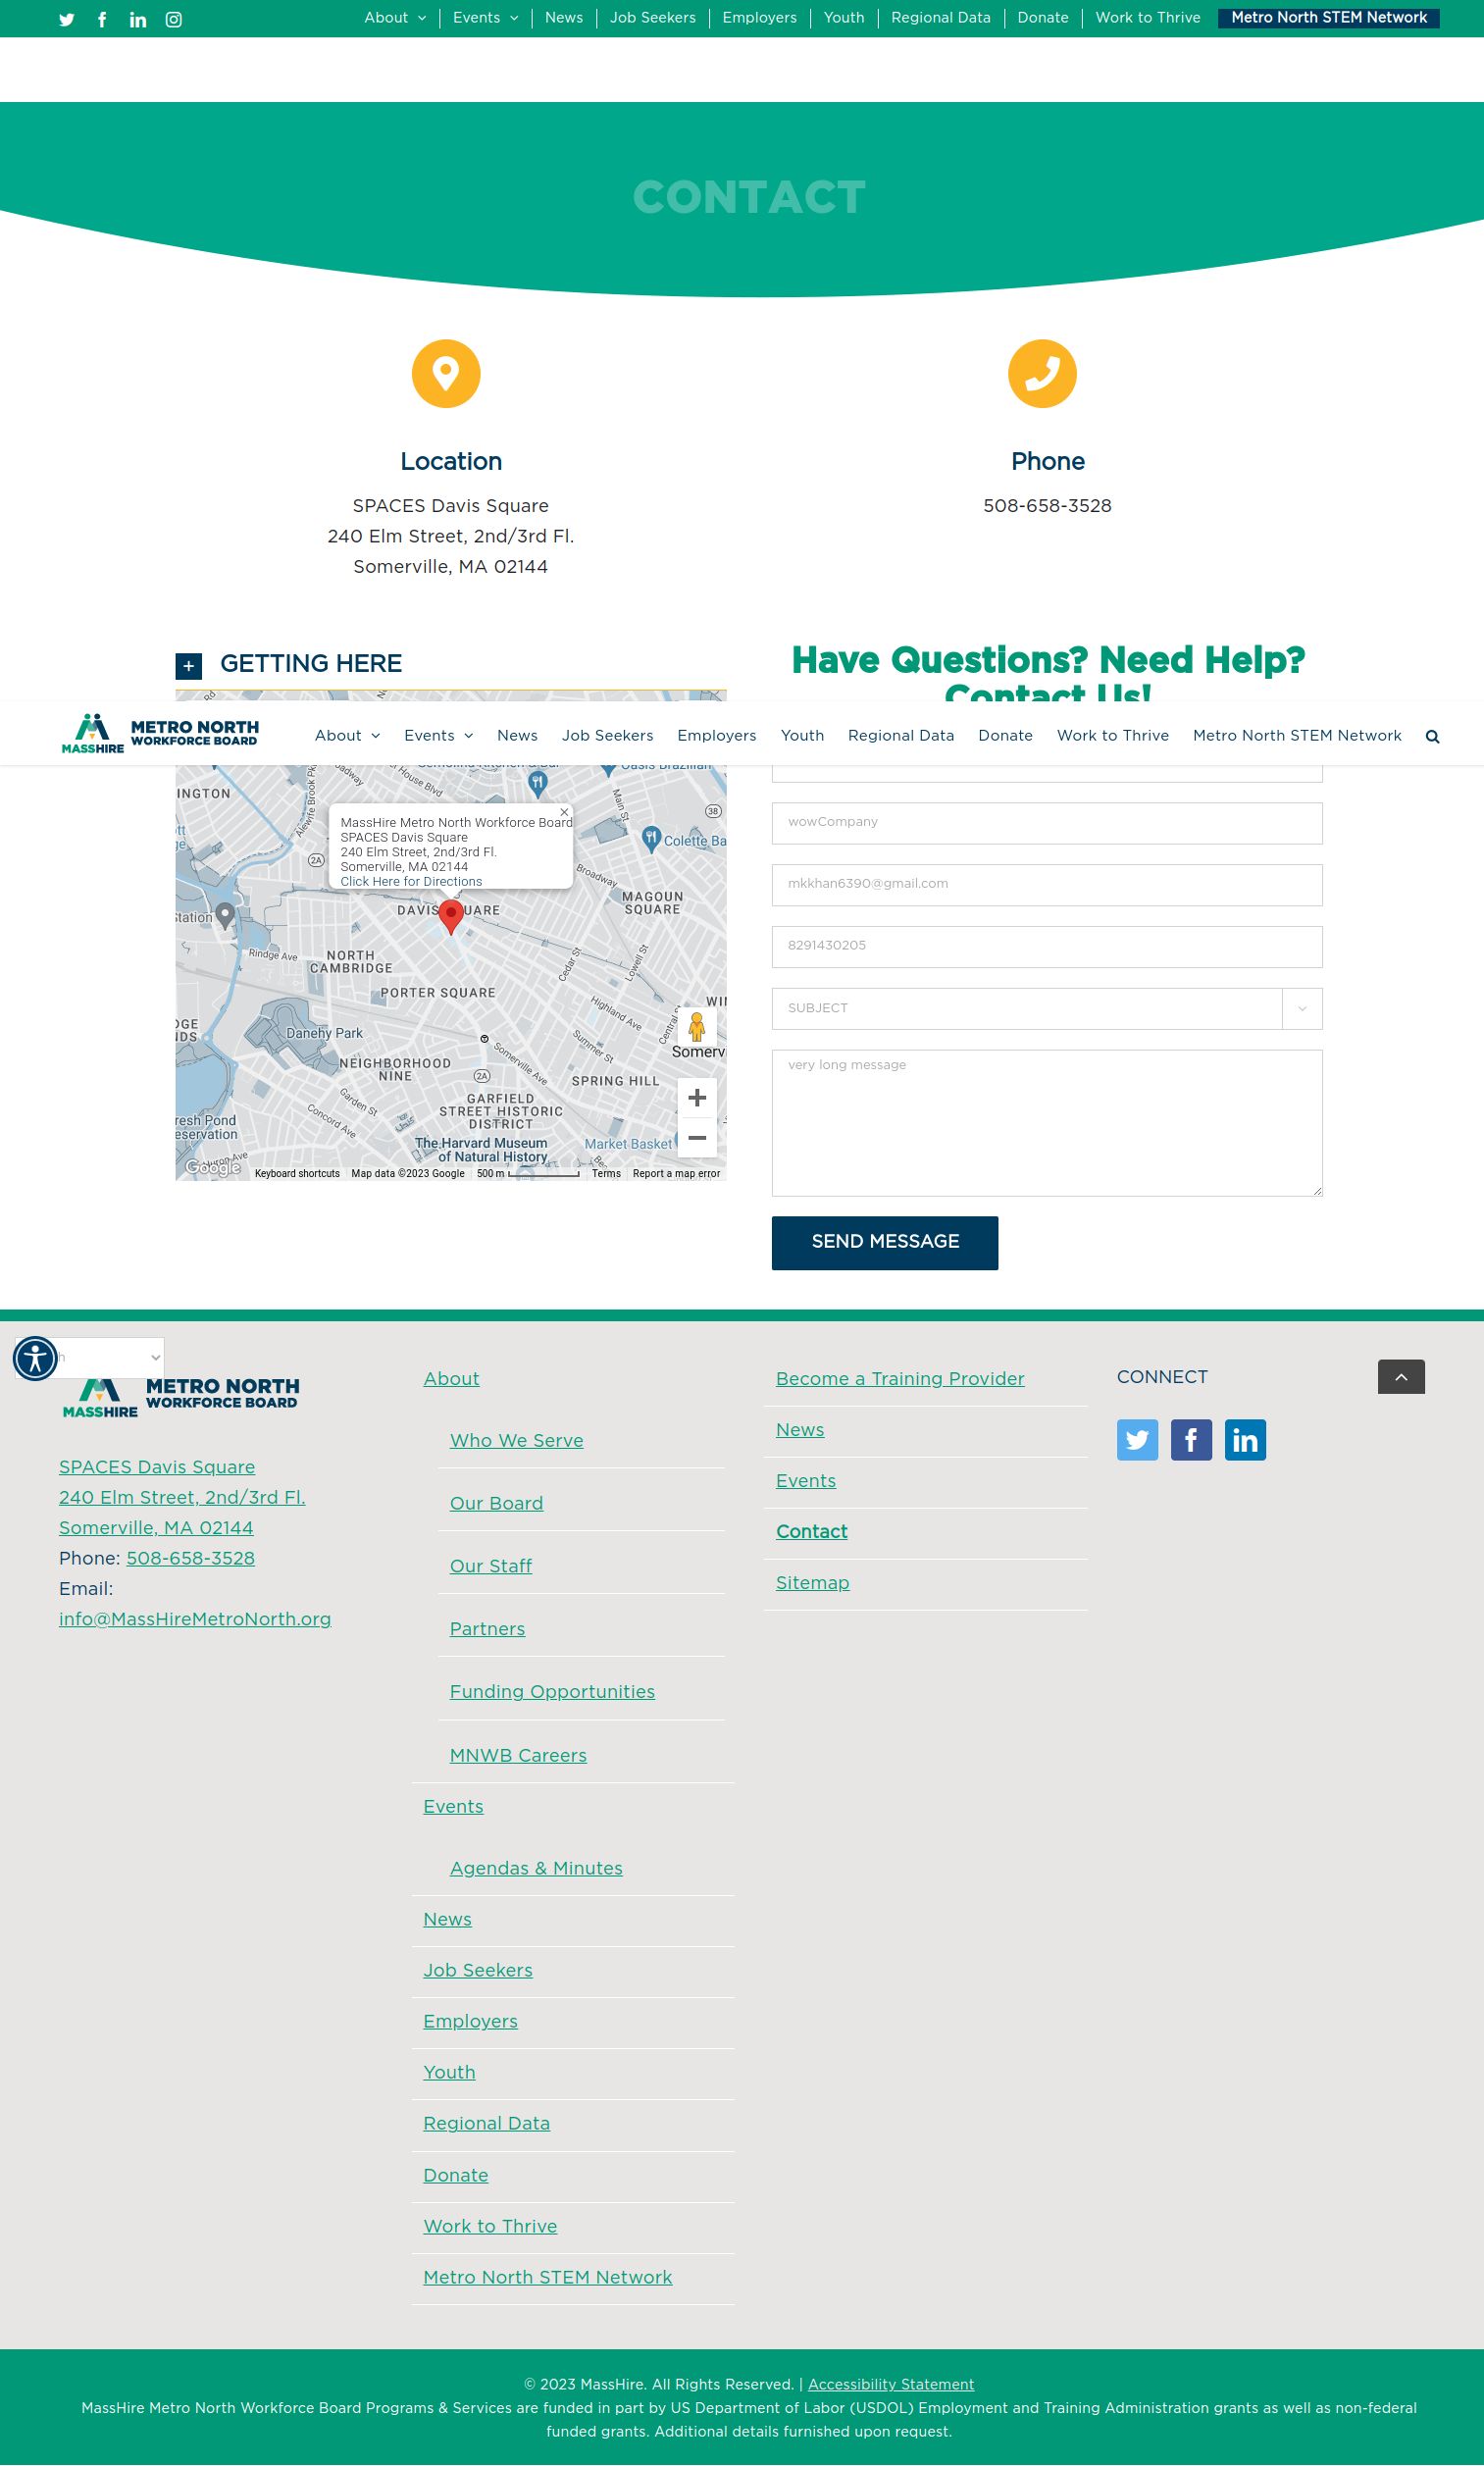 About
Events
News
Job Seekers
Employers
Youth
Regional Data
Donate
Work to Thrive
Metro North STEM Network
CONTACT
Location
SPACES Davis Square
240 Elm Street, 2nd/3rd Fl.
Somerville, MA 02144
Phone
508-658-3528
GETTING HERE
Have Questions? Need Help?
Contact Us!
MASSHIRE
METRO NORTH
WORKFORCE BOARD
About
Events
News
Job Seekers
Employers
Youth
Regional Data
Donate
Work to Thrive
Metro North STEM Network
Oasis Brazilian
INGTON
Alewife Brook
Main St
38
MassHire Metro North Workforce Board
SPACES Davis Square
240 Elm Street, 2nd/3rd Fl.
Somerville, MA 02144
Click Here for Directions
2A
Colette Ba
Broadway
MAGOUN
SQUARE
DAVIS SQUARE
Station
Ridge Ave
NORTH
CAMBRIDGE
Cedar St
Lowell St
PORTER SQUARE
Highland Ave
Central S
WIN
DGE
NDS
Danehy Park
Somerville Ave
Summer St
Somerv
NEIGHBORHOOD
NINE
2A
SPRING HILL
Garden St
Concord Ave
GARFIELD
STREET HISTORIC
DISTRICT
resh Pond
eservation
The Harvard Museum
of Natural History
Market Basket
Huron Ave
Google
Keyboard shortcuts
Map data ©2023 Google
500 m
Terms
Report a map error
wowCompany
mkkhan6390@gmail.com
8291430205
SUBJECT
very long message
SEND MESSAGE
h
MASSHIRE
METRO NORTH
WORKFORCE BOARD
SPACES Davis Square
240 Elm Street, 2nd/3rd Fl.
Somerville, MA 02144
Phone: 508-658-3528
Email:
info@MassHireMetroNorth.org
About
Who We Serve
Our Board
Our Staff
Partners
Funding Opportunities
MNWB Careers
Events
Agendas & Minutes
News
Job Seekers
Employers
Youth
Regional Data
Donate
Work to Thrive
Metro North STEM Network
Become a Training Provider
News
Events
Contact
Sitemap
CONNECT
© 2023 MassHire. All Rights Reserved. | Accessibility Statement
MassHire Metro North Workforce Board Programs & Services are funded in part by US Department of Labor (USDOL) Employment and Training Administration grants as well as non-federal
funded grants. Additional details furnished upon request.